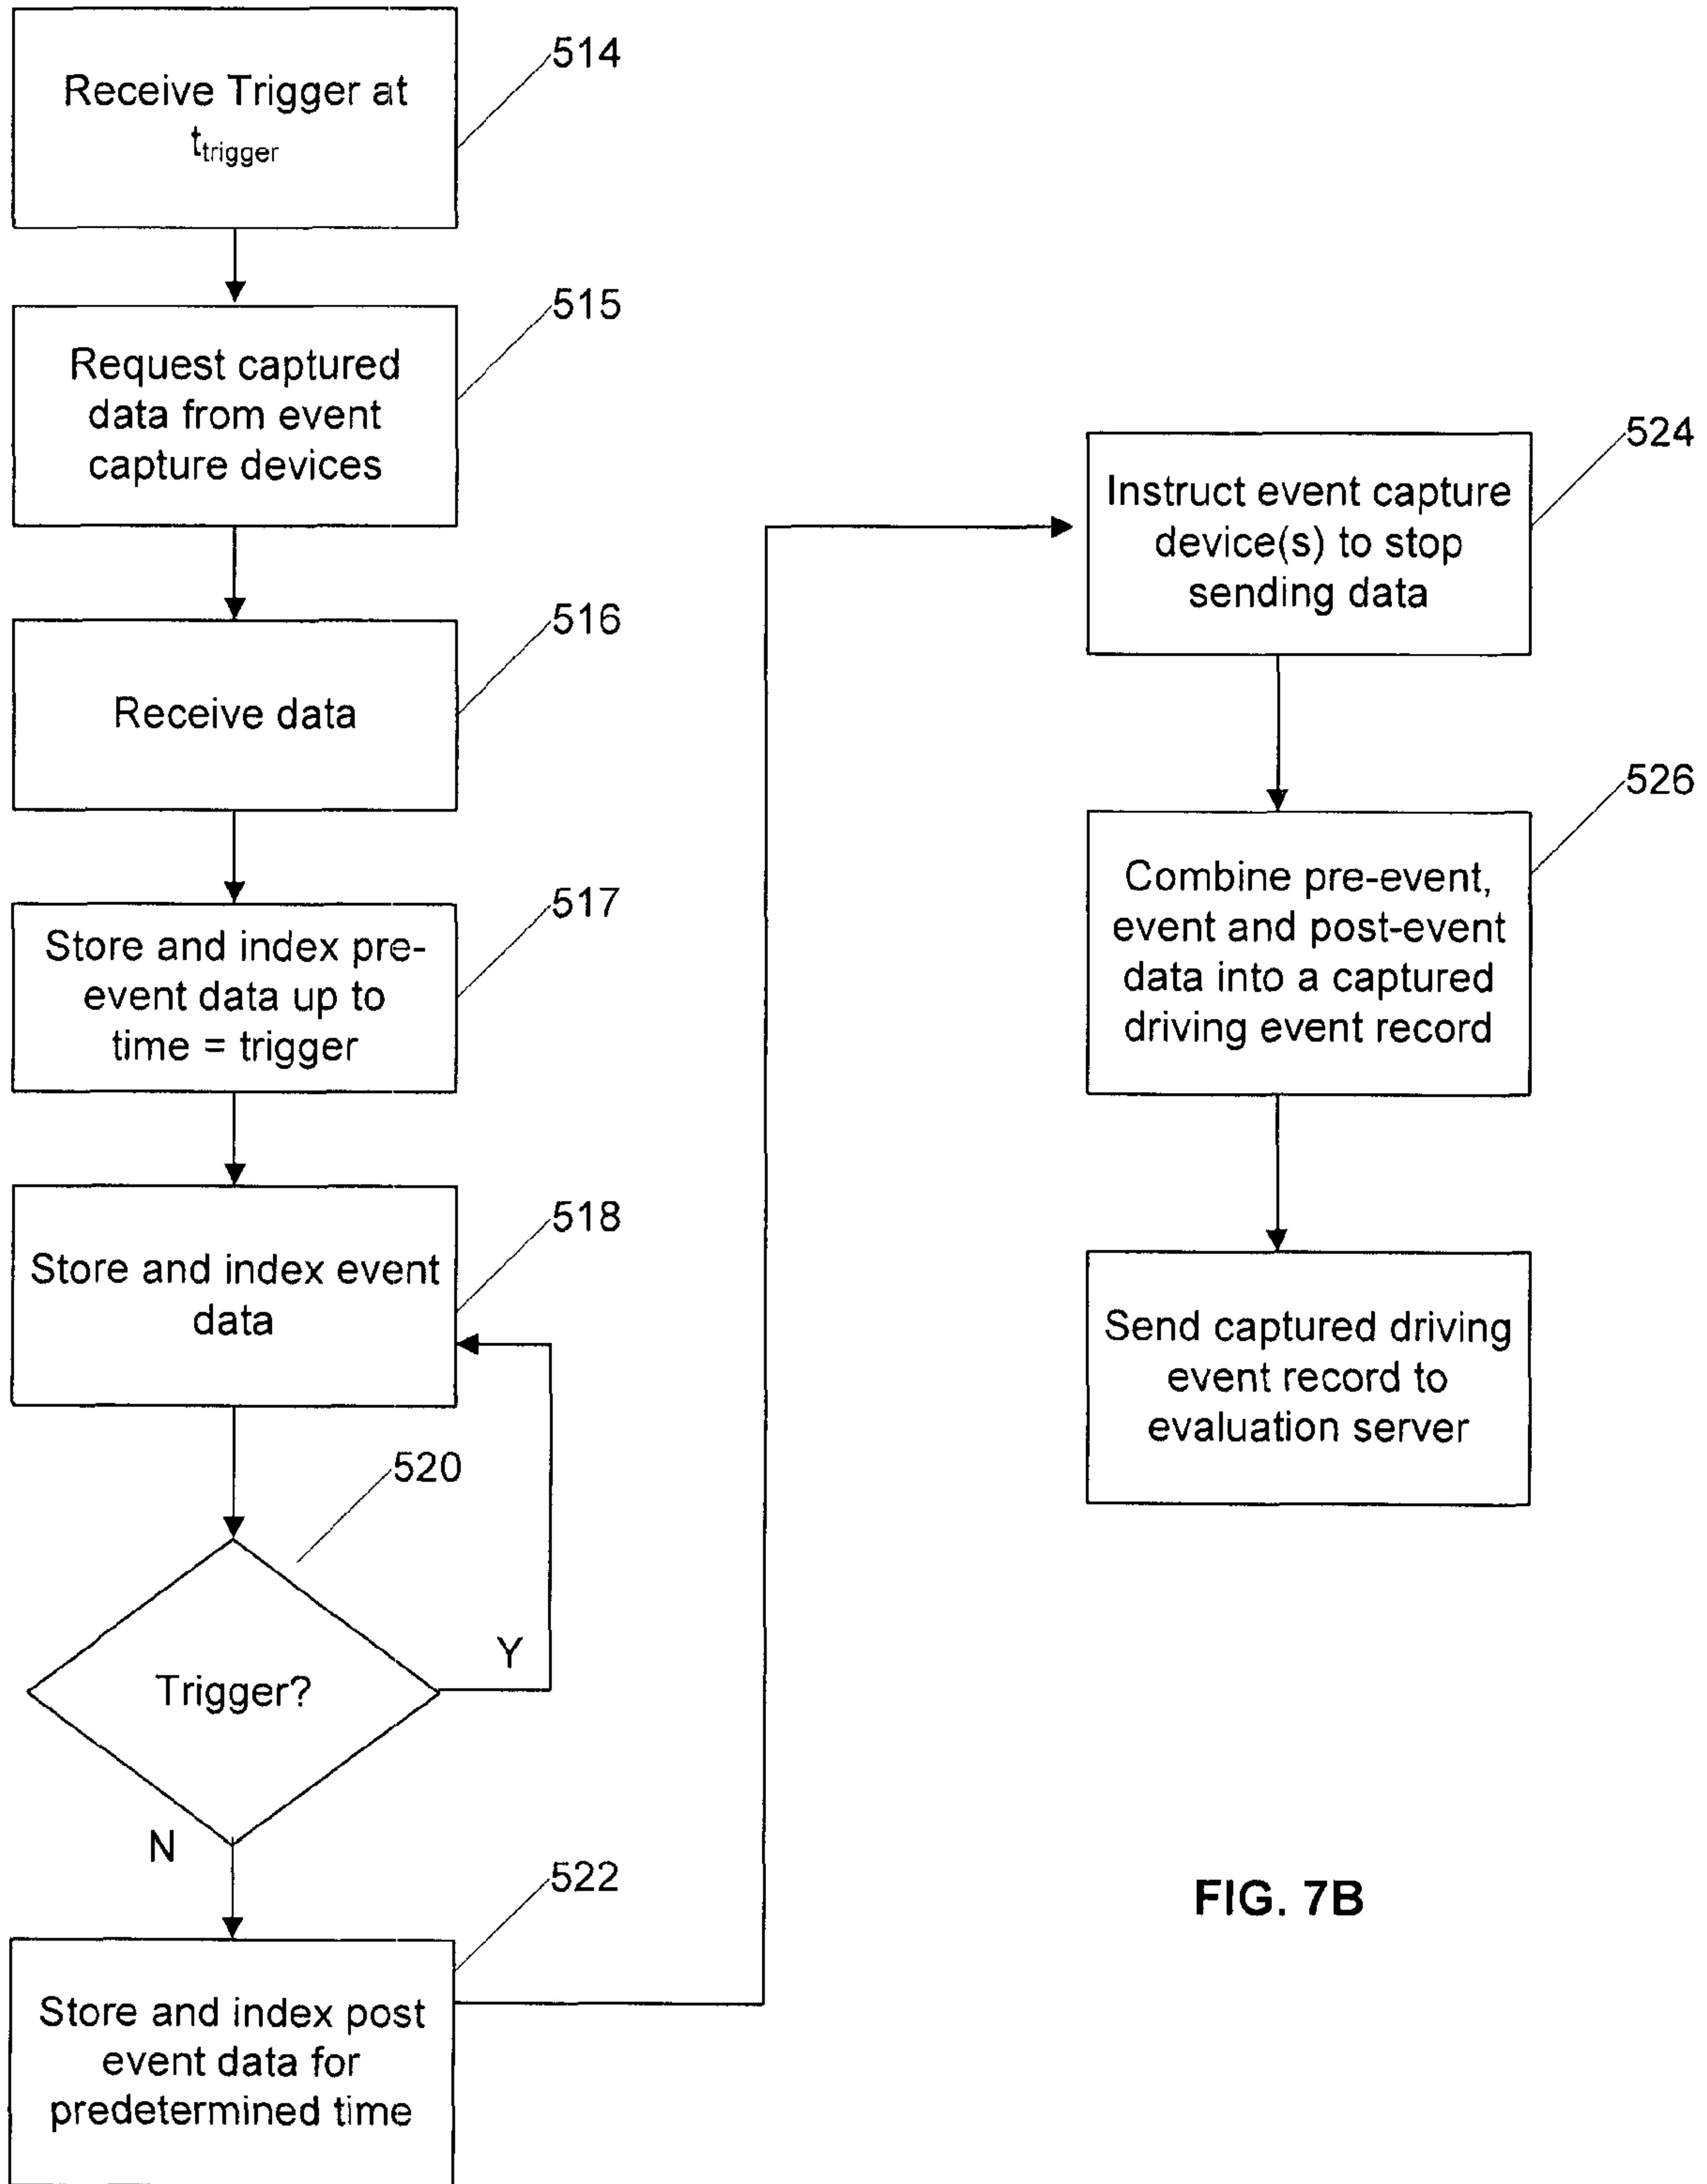 514
Receive Trigger at
t_trigger
515
Request captured
data from event
capture devices
516
Receive data
517
Store and index pre-
event data up to
time = trigger
518
Store and index event
data
520
Trigger?
Y
N
522
Store and index post
event data for
predetermined time
524
Instruct event capture
device(s) to stop
sending data
526
Combine pre-event,
event and post-event
data into a captured
driving event record
Send captured driving
event record to
evaluation server
FIG. 7B